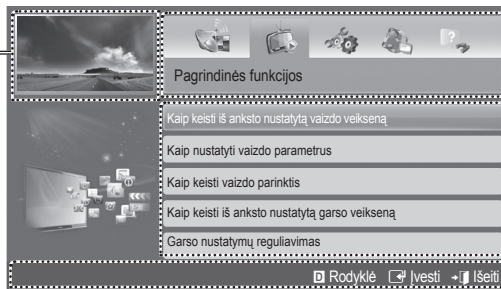 Pagrindinės funkcijos
Kaip keisti iš anksto nustatytą vaizdo veikseną
Kaip nustatyti vaizdo parametrus
Kaip keisti vaizdo parinktis
Kaip keisti iš anksto nustatytą garso veikseną
Garso nustatymų reguliavimas
D Rodyklė Įvesti Išeiti